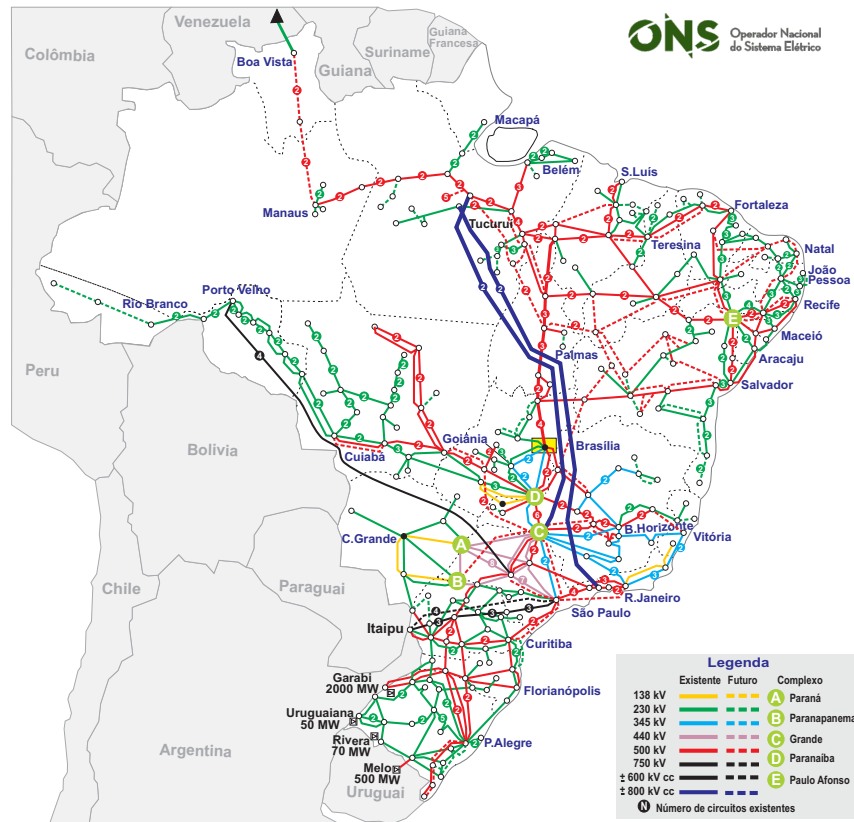 ONS
Operador Nacional
do Sistema Elétrico
Venezuela
Colômbia
Guiana
Suriname
Guiana
Francesa
Boa Vista
Macapá
Belém
S.Luís
Manaus
Tucuruí
Teresina
Fortaleza
Natal
João
Pessoa
Recife
Maceió
Aracaju
Salvador
Rio Branco
Porto Velho
Palmas
Peru
Bolívia
Cuiabá
Goiânia
Brasília
B.Horizonte
Vitória
C.Grande
A
B
C
D
E
Paraguai
Chile
R.Janeiro
São Paulo
Itaipu
Curitiba
Garabi
2000 MW
Florianópolis
Uruguaiana
50 MW
Rivera
70 MW
P.Alegre
Melo
500 MW
Argentina
Uruguai
Legenda
Existente Futuro Complexo
138 kV A Paraná
230 kV
345 kV B Paranapanema
440 kV C Grande
500 kV D Paranaíba
750 kV
± 600 kV cc E Paulo Afonso
± 800 kV cc
N Número de circuitos existentes